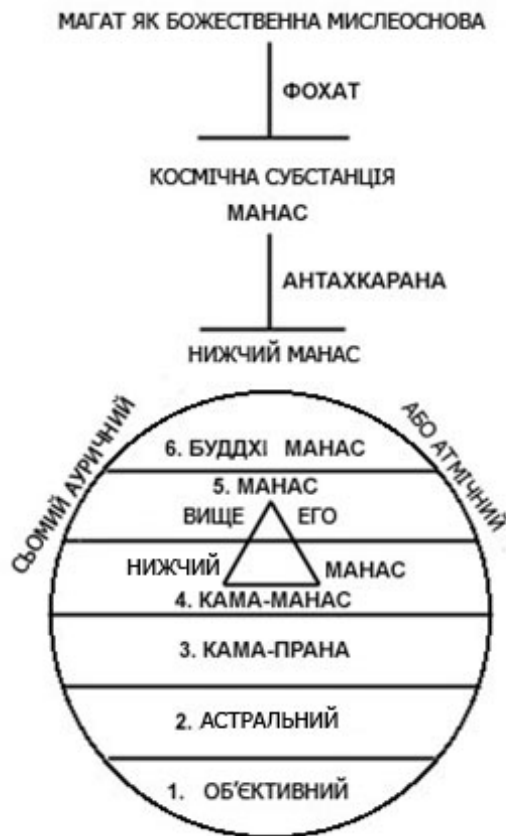 МАГАТ ЯК БОЖЕСТВЕННА МИСЛЕОСНОВА
ФОХАТ
КОСМІЧНА СУБСТАНЦІЯ
МАНАС
АНТАХКАРАНА
НИЖЧИЙ МАНАС
СЬОМИЙ АУРИЧНИЙ
АБО АТМІЧНИЙ
6. БУДДХІ МАНАС
5. МАНАС
ВИЩЕ ЕГО
НИЖЧИЙ МАНАС
4. КАМА-МАНАС
3. КАМА-ПРАНА
2. АСТРАЛЬНИЙ
1. ОБ'ЄКТИВНИЙ